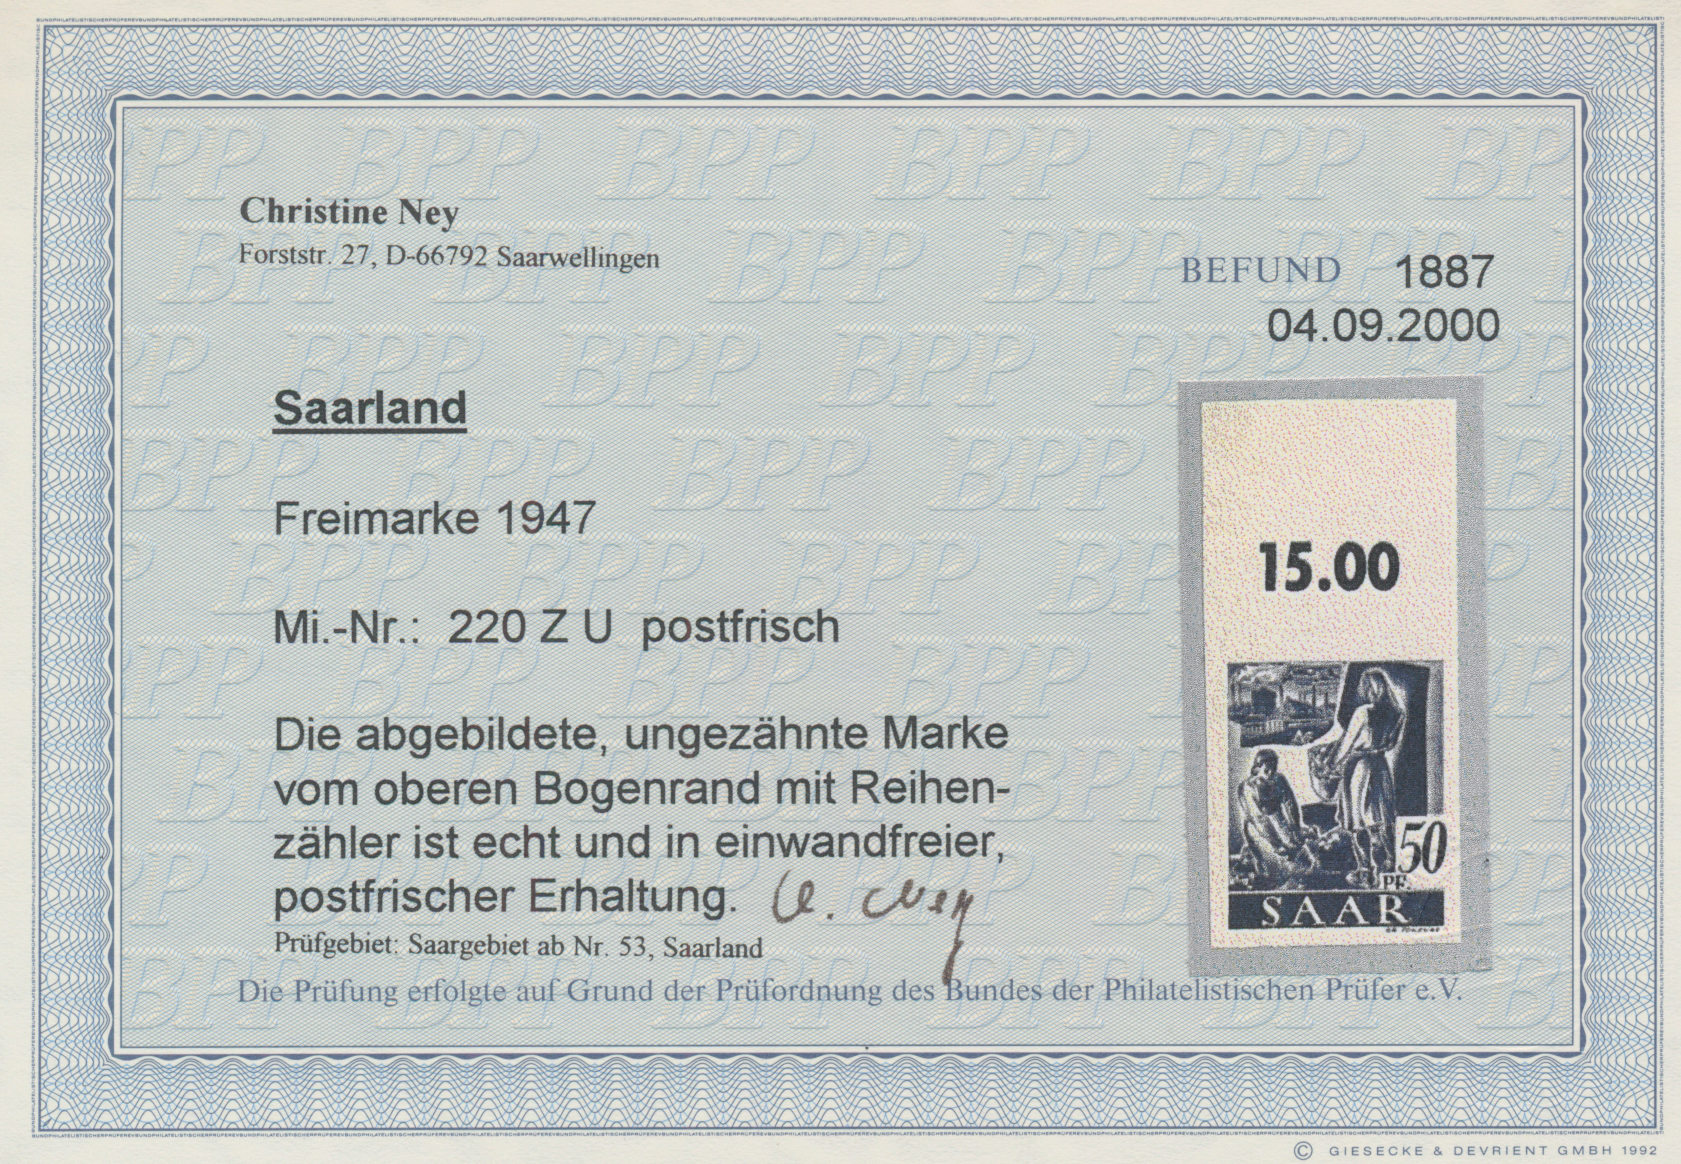 Christine Ney
Forststr. 27, D-66792 Saarwellingen
BEFUND 1887
04.09.2000
Saarland
Freimarke 1947
Mi.-Nr.: 220 Z U postfrisch
Die abgebildete, ungezähnte Marke
vom oberen Bogenrand mit Reihen-
zähler ist echt und in einwandfreier,
postfrischer Erhaltung. C. Ney
Prüfgebiet: Saargebiet ab Nr. 53, Saarland
Die Prüfung erfolgte auf Grund der Prüfordnung des Bundes der Philatelistischen Prüfer e.V.
15.00
50
PF.
SAAR
© GIESECKE & DEVRIENT GMBH 1992